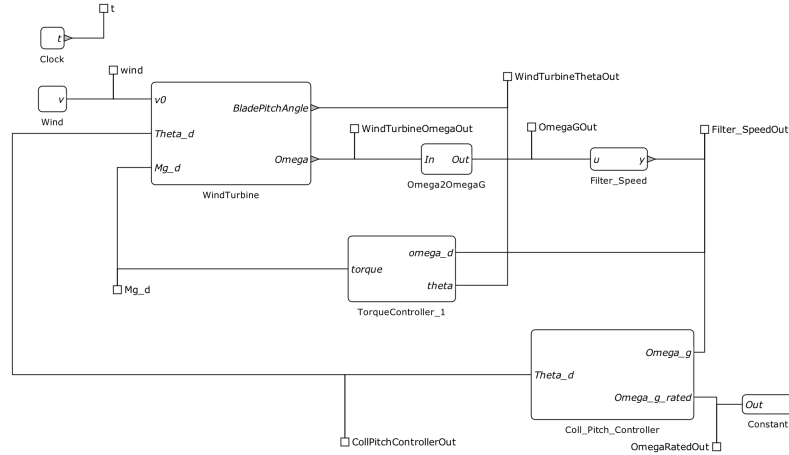 t
t
Clock
wind
v
Wind
v0
BladePitchAngle
Theta_d
Omega
Mg_d
WindTurbine
WindTurbineThetaOut
WindTurbineOmegaOut
In Out
Omega2OmegaG
OmegaGOut
u y
Filter_Speed
Filter_SpeedOut
omega_d
torque
theta
TorqueController_1
Mg_d
Omega_g
Theta_d
Omega_g_rated
Coll_Pitch_Controller
Out
Constant
CollPitchControllerOut
OmegaRatedOut